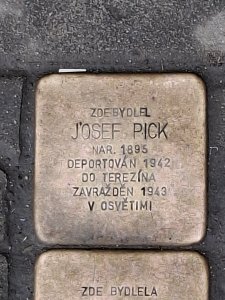 ZDE BYDLEL
JOSEF PICK
NAR. 1895
DEPORTOVÁN 1942
DO TEREZÍNA
ZAVRAŽDĚN 1943
V OSVĚTIMI
ZDE BYDLELA